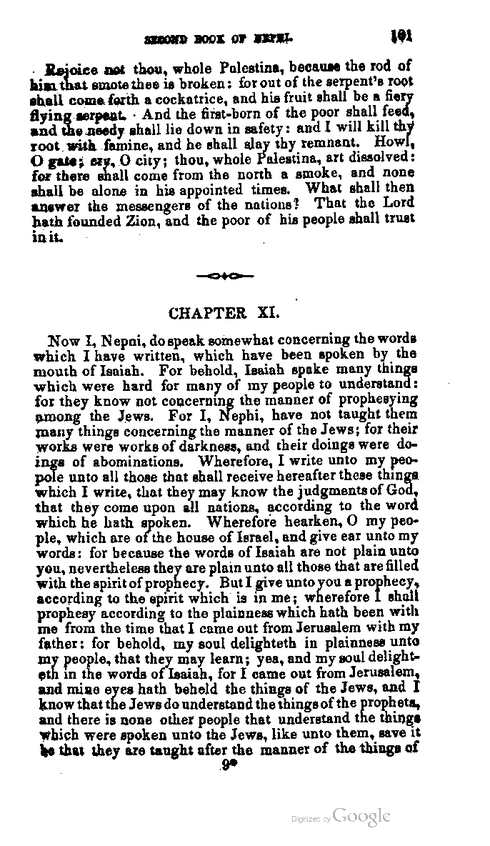 SECOND BOOK OF NEPHI. 101
Rejoice not thou, whole Palestina, because the rod of
him that smote thee is broken: for out of the serpent's root
shall come forth a cockatrice, and his fruit shall be a fiery
flying serpent. And the first-born of the poor shall feed,
and the needy shall lie down in safety: and I will kill thy
root with famine, and he shall slay thy remnant. Howl,
O gate; cry, O city; thou, whole Palestina, art dissolved:
for there shall come from the north a smoke, and none
shall be alone in his appointed times. What shall then
answer the messengers of the nations? That the Lord
hath founded Zion, and the poor of his people shall trust
in it.
CHAPTER XI.
Now I, Nephi, do speak somewhat concerning the words
which I have written, which have been spoken by the
mouth of Isaiah. For behold, Isaiah spake many things
which were hard for many of my people to understand:
for they know not concerning the manner of prophesying
among the Jews. For I, Nephi, have not taught them
many things concerning the manner of the Jews; for their
works were works of darkness, and their doings were do-
ings of abominations. Wherefore, I write unto my peo-
pole unto all those that shall receive hereafter these things
which I write, that they may know the judgments of God,
that they come upon all nations, according to the word
which he hath spoken. Wherefore hearken, O my peo-
ple, which are of the house of Israel, and give ear unto my
words: for because the words of Isaiah are not plain unto
you, nevertheless they are plain unto all those that are filled
with the spirit of prophecy. But I give unto you a prophecy,
according to the spirit which is in me; wherefore I shall
prophesy according to the plainness which hath been with
me from the time that I came out from Jerusalem with my
father: for behold, my soul delighteth in plainness unto
my people, that they may learn; yea, and my soul delight-
eth in the words of Isaiah, for I came out from Jerusalem,
and mine eyes hath beheld the things of the Jews, and I
know that the Jews do understand the things of the prophets,
and there is none other people that understand the things
which were spoken unto the Jews, like unto them, save it
be that they are taught after the manner of the things of
9*
Digitized by Google